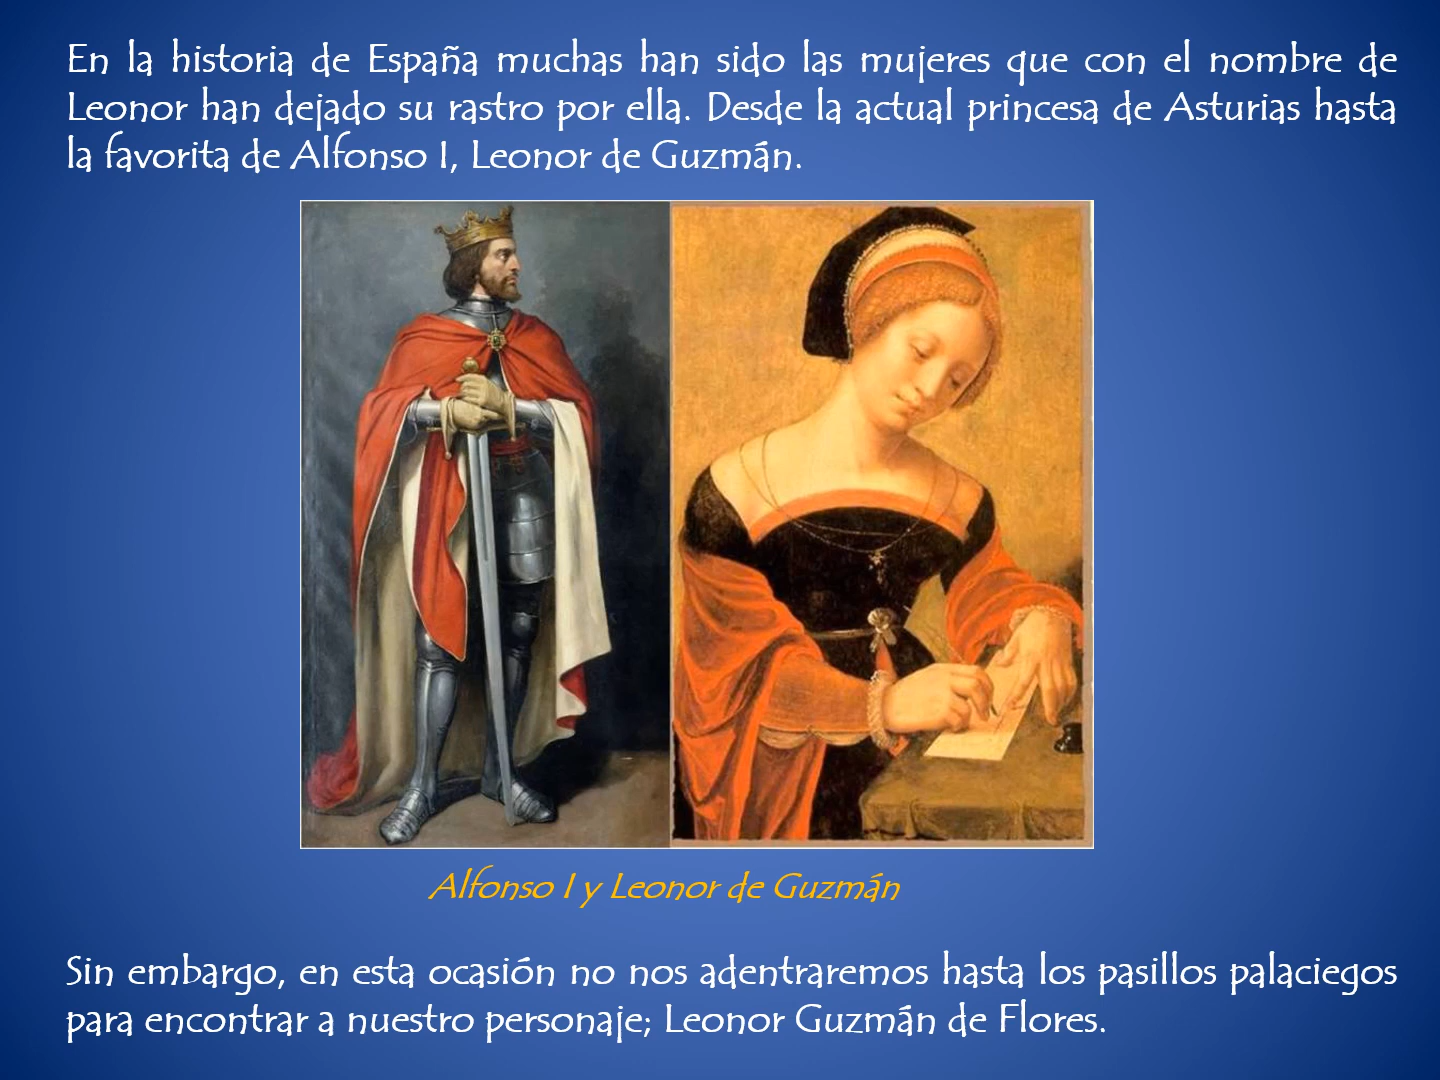 En la historia de España muchas han sido las mujeres que con el nombre de
Leonor han dejado su rastro por ella. Desde la actual princesa de Asturias hasta
la favorita de Alfonso I, Leonor de Guzmán.
Alfonso I y Leonor de Guzmán
Sin embargo, en esta ocasión no nos adentraremos hasta los pasillos palaciegos
para encontrar a nuestro personaje; Leonor Guzmán de Flores.